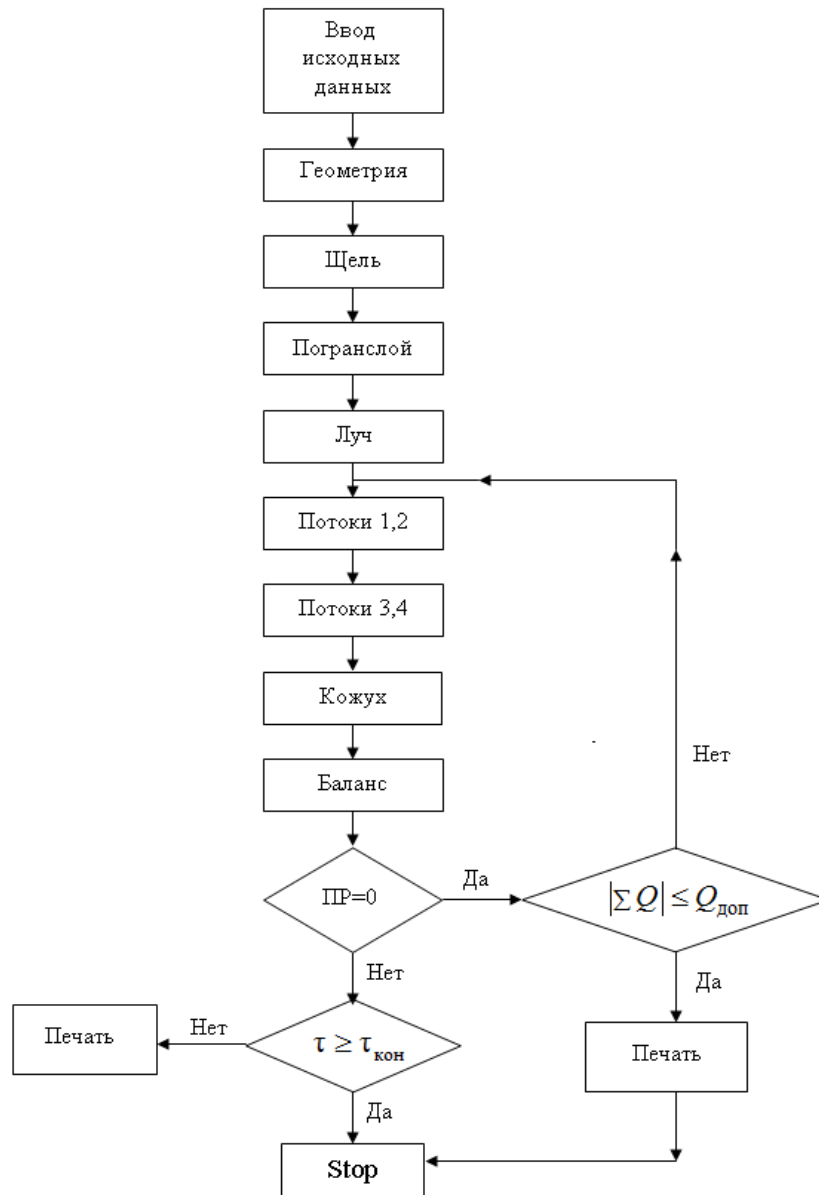 Ввод
исходных
данных
Геометрия
Щель
Погранслой
Луч
Потоки 1,2
Потоки 3,4
Кожух
Баланс
Нет
ПР=0
Да
|∑Q| ≤ Qдоп
Нет
Да
Печать
Нет
τ ≥ τкон
Печать
Да
Stop